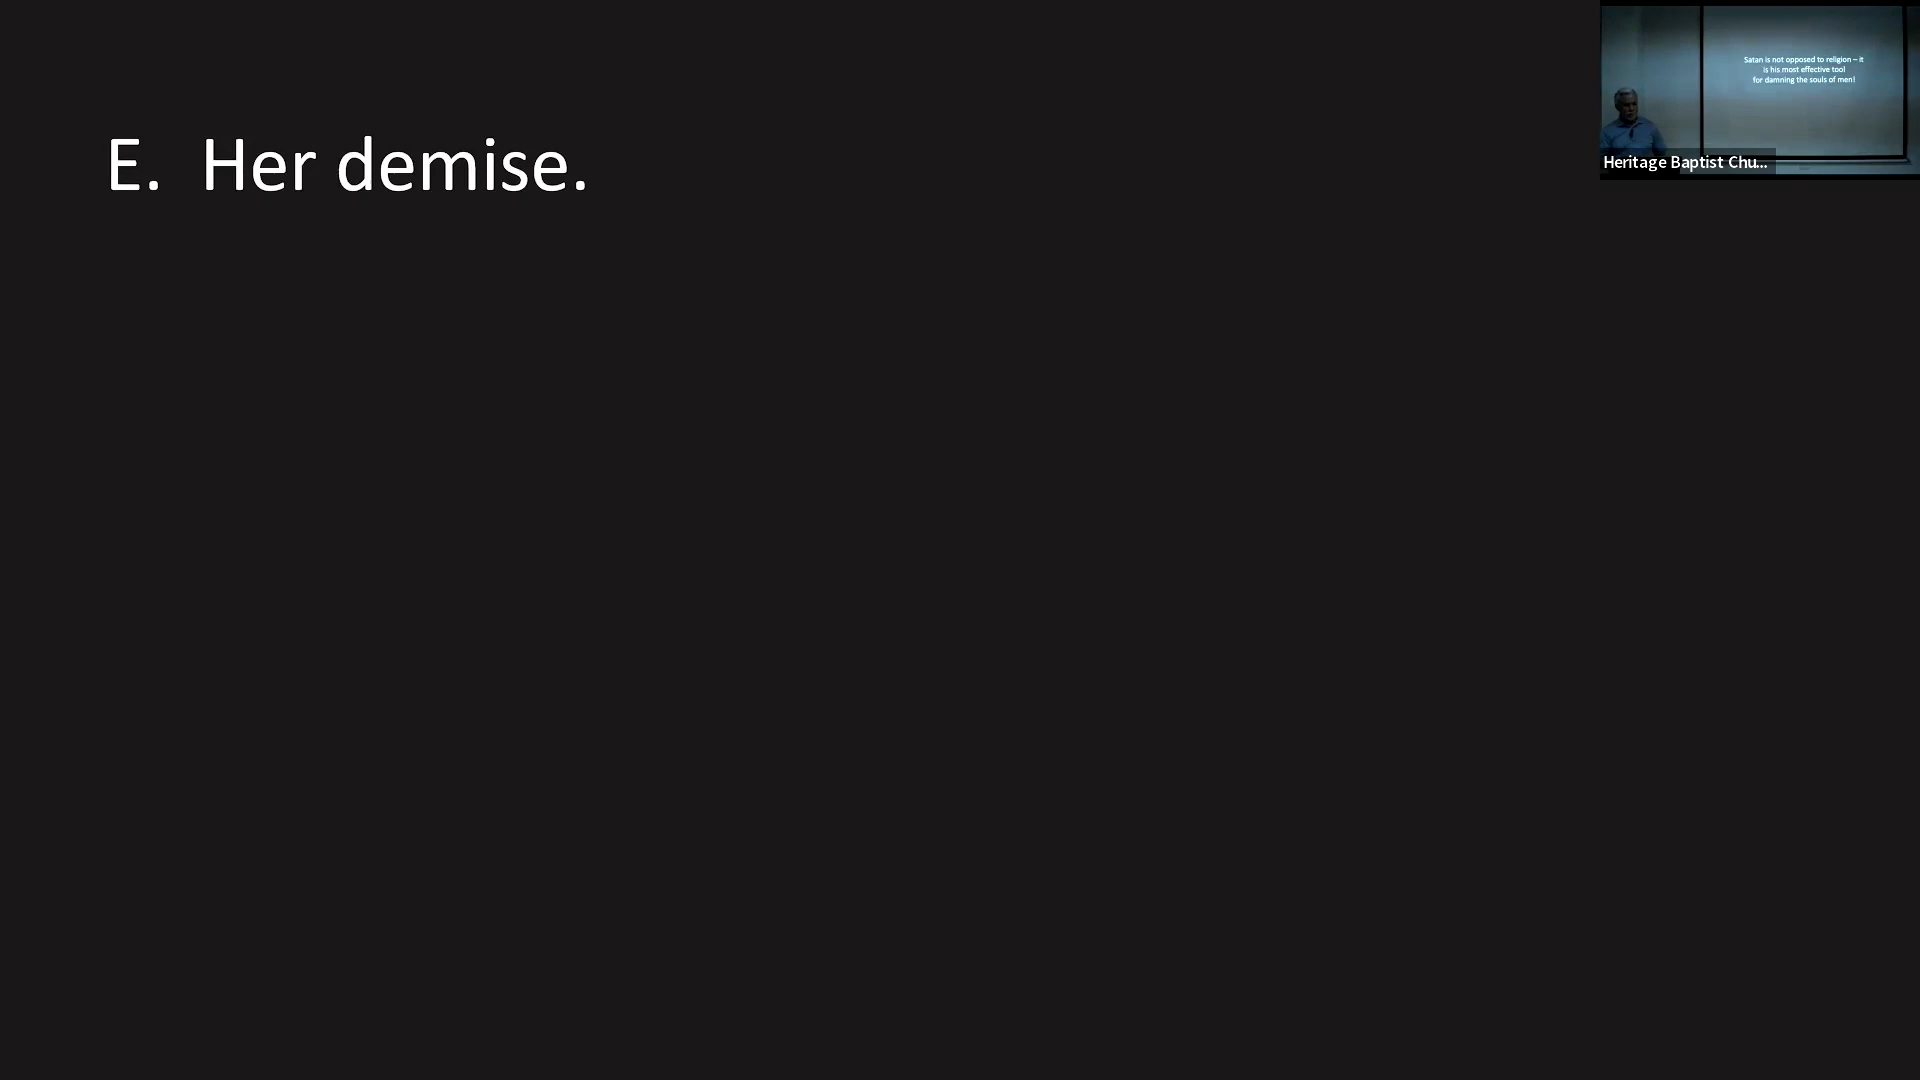 E. Her demise.
Satan is not opposed to religion – it
is his most effective tool
for damning the souls of men!
Heritage Baptist Chu...